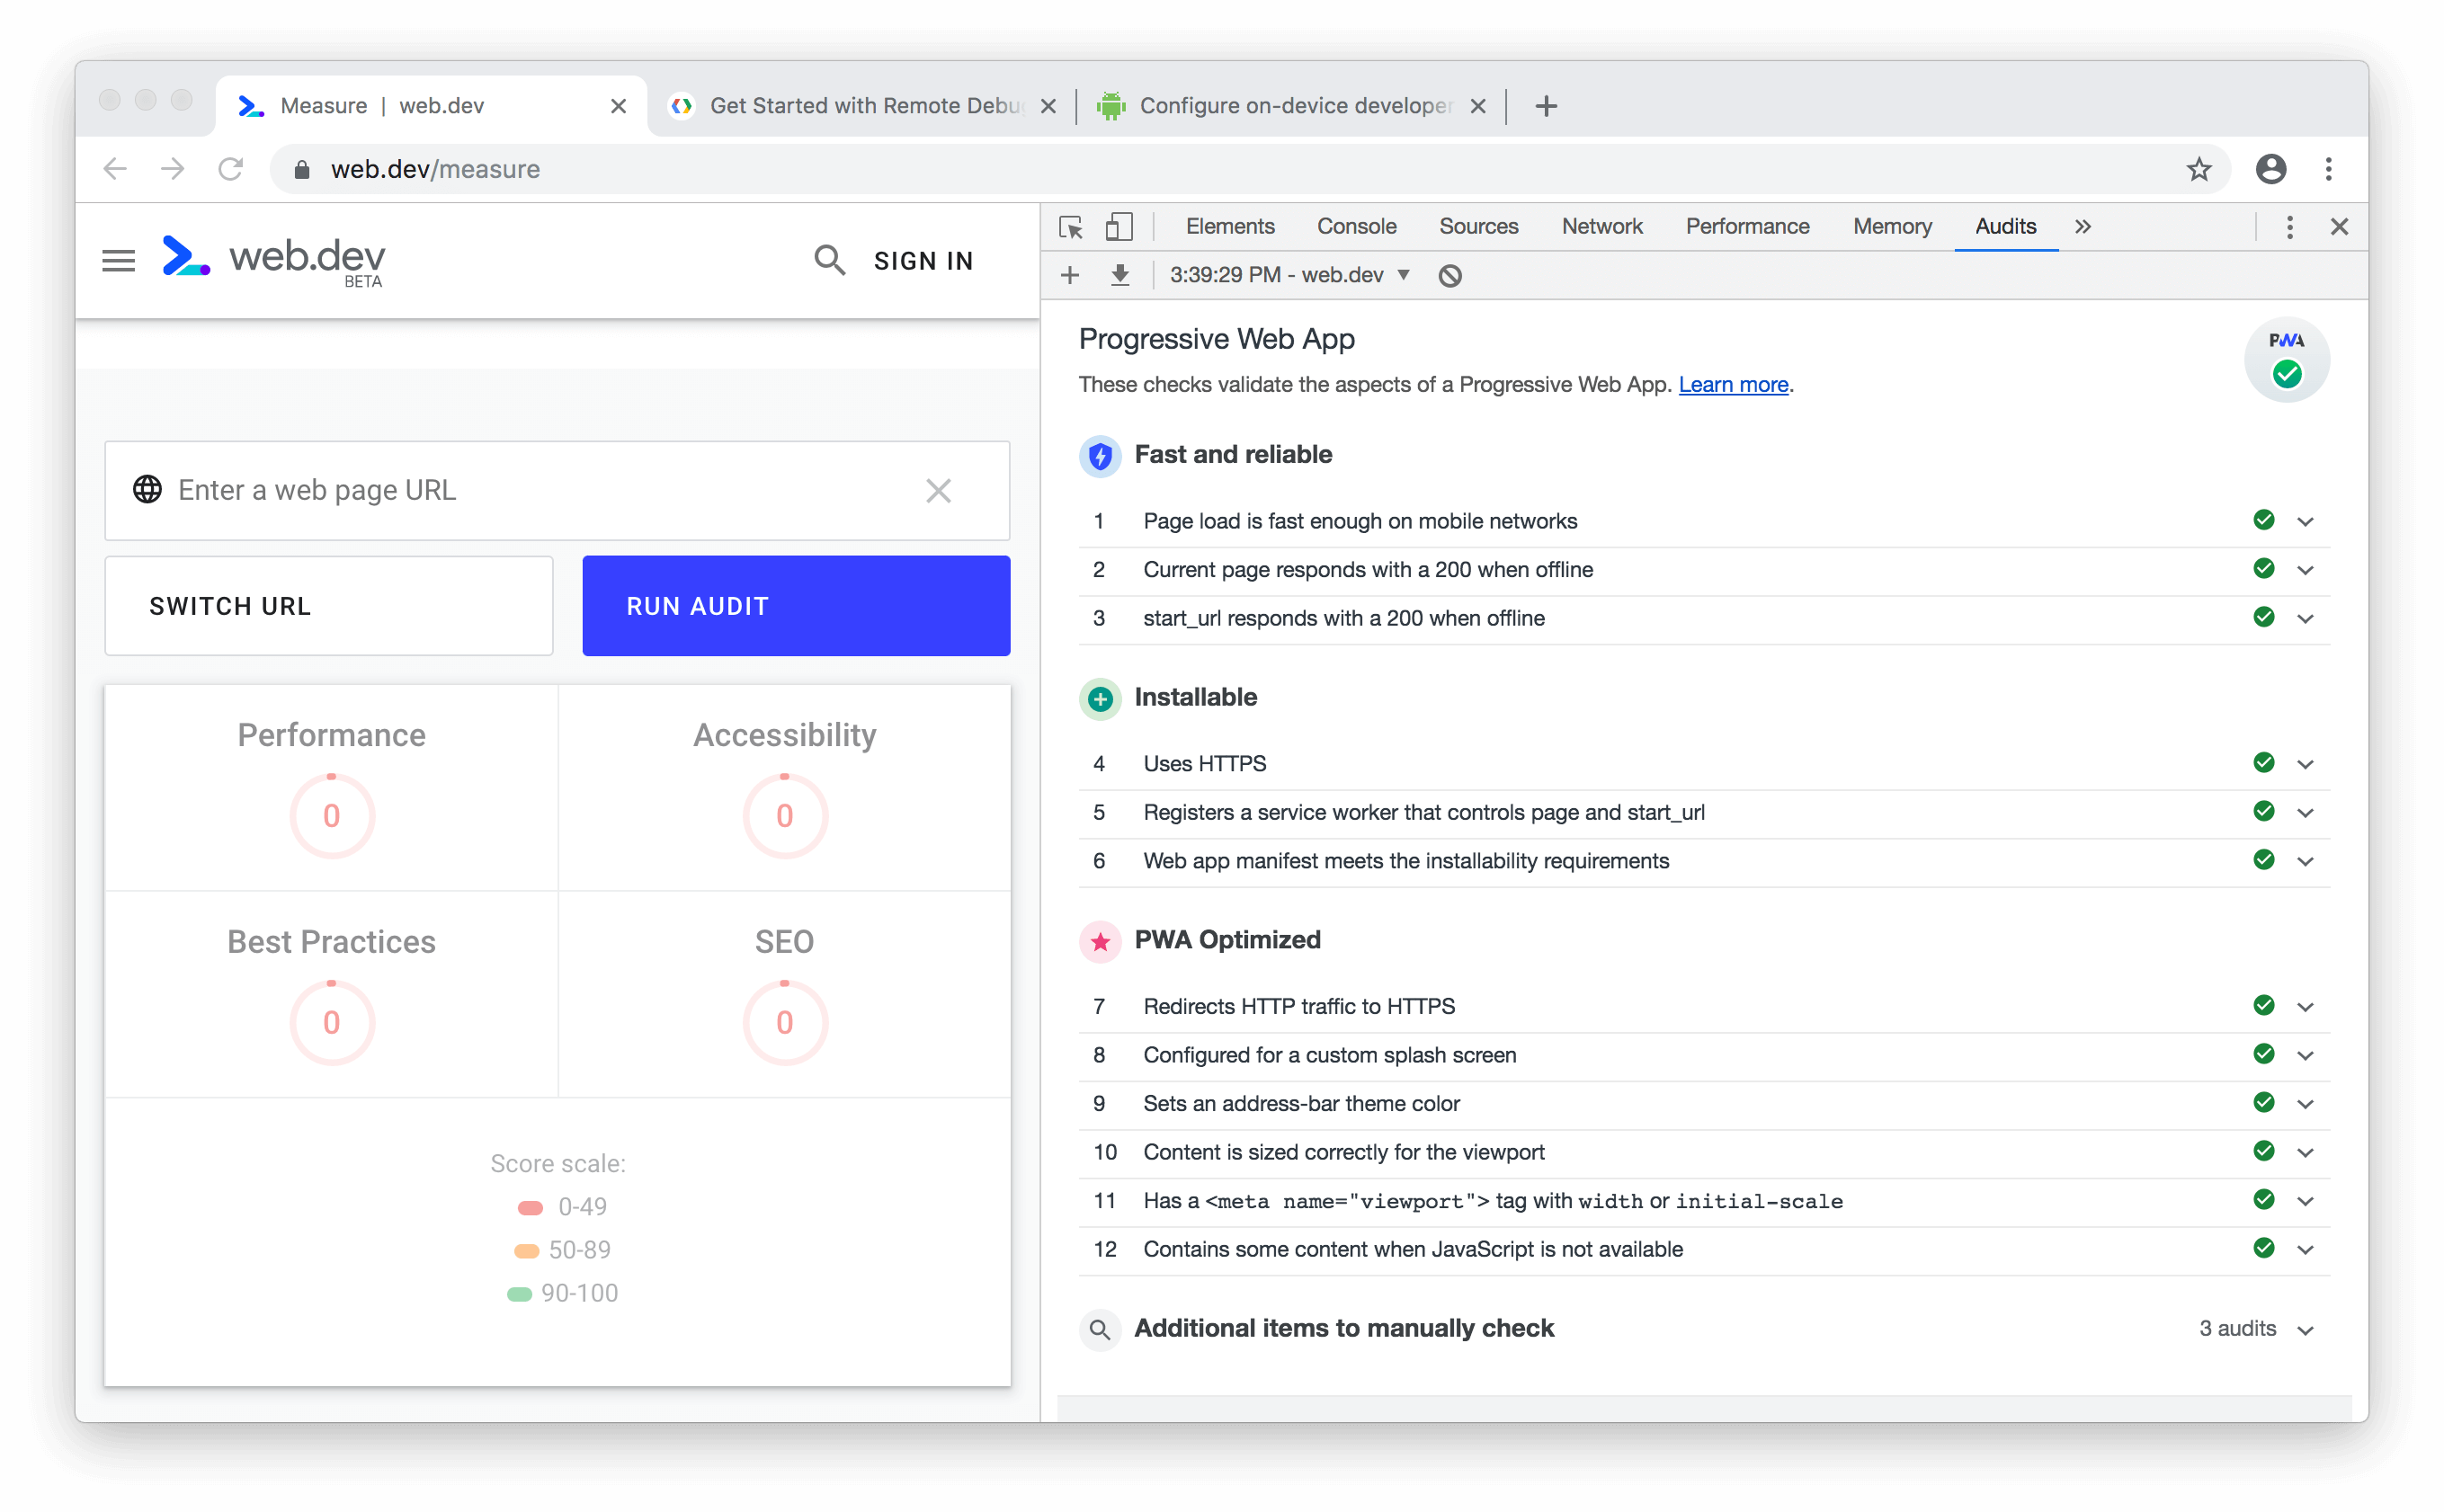 Measure | web.dev
Get Started with Remote Debug
Configure on-device developer
web.dev/measure
web.dev
BETA
SIGN IN
Enter a web page URL
SWITCH URL
RUN AUDIT
Performance
0
Accessibility
0
Best Practices
0
SEO
0
Score scale:
0-49
50-89
90-100
Elements Console Sources Network Performance Memory Audits
3:39:29 PM - web.dev
Progressive Web App
PWA
These checks validate the aspects of a Progressive Web App. Learn more.
Fast and reliable
1 Page load is fast enough on mobile networks
2 Current page responds with a 200 when offline
3 start_url responds with a 200 when offline
Installable
4 Uses HTTPS
5 Registers a service worker that controls page and start_url
6 Web app manifest meets the installability requirements
PWA Optimized
7 Redirects HTTP traffic to HTTPS
8 Configured for a custom splash screen
9 Sets an address-bar theme color
10 Content is sized correctly for the viewport
11 Has a <meta name="viewport"> tag with width or initial-scale
12 Contains some content when JavaScript is not available
Additional items to manually check
3 audits